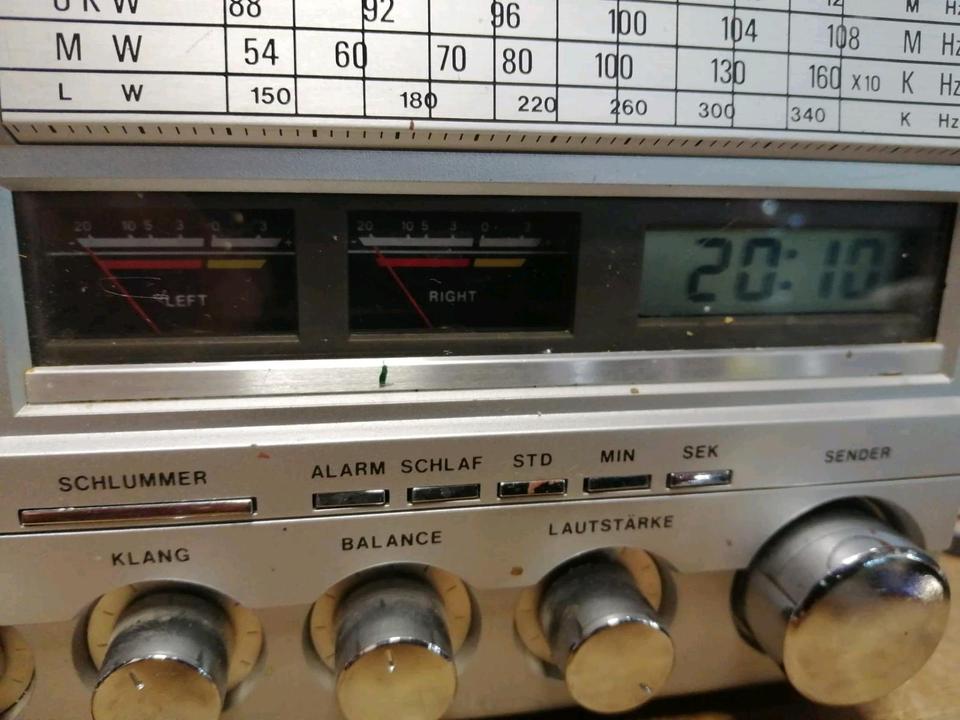 U K W 88 92 96 100 104 108 M Hz
M W 54 60 70 80 100 130 160 X10 K Hz
L W 150 180 220 260 300 340 K Hz
20 10 5 3 0 3 +
- LEFT
20 10 5 3 0 3
- RIGHT
20:10
SCHLUMMER ALARM SCHLAF STD MIN SEK SENDER
KLANG BALANCE LAUTSTÄRKE